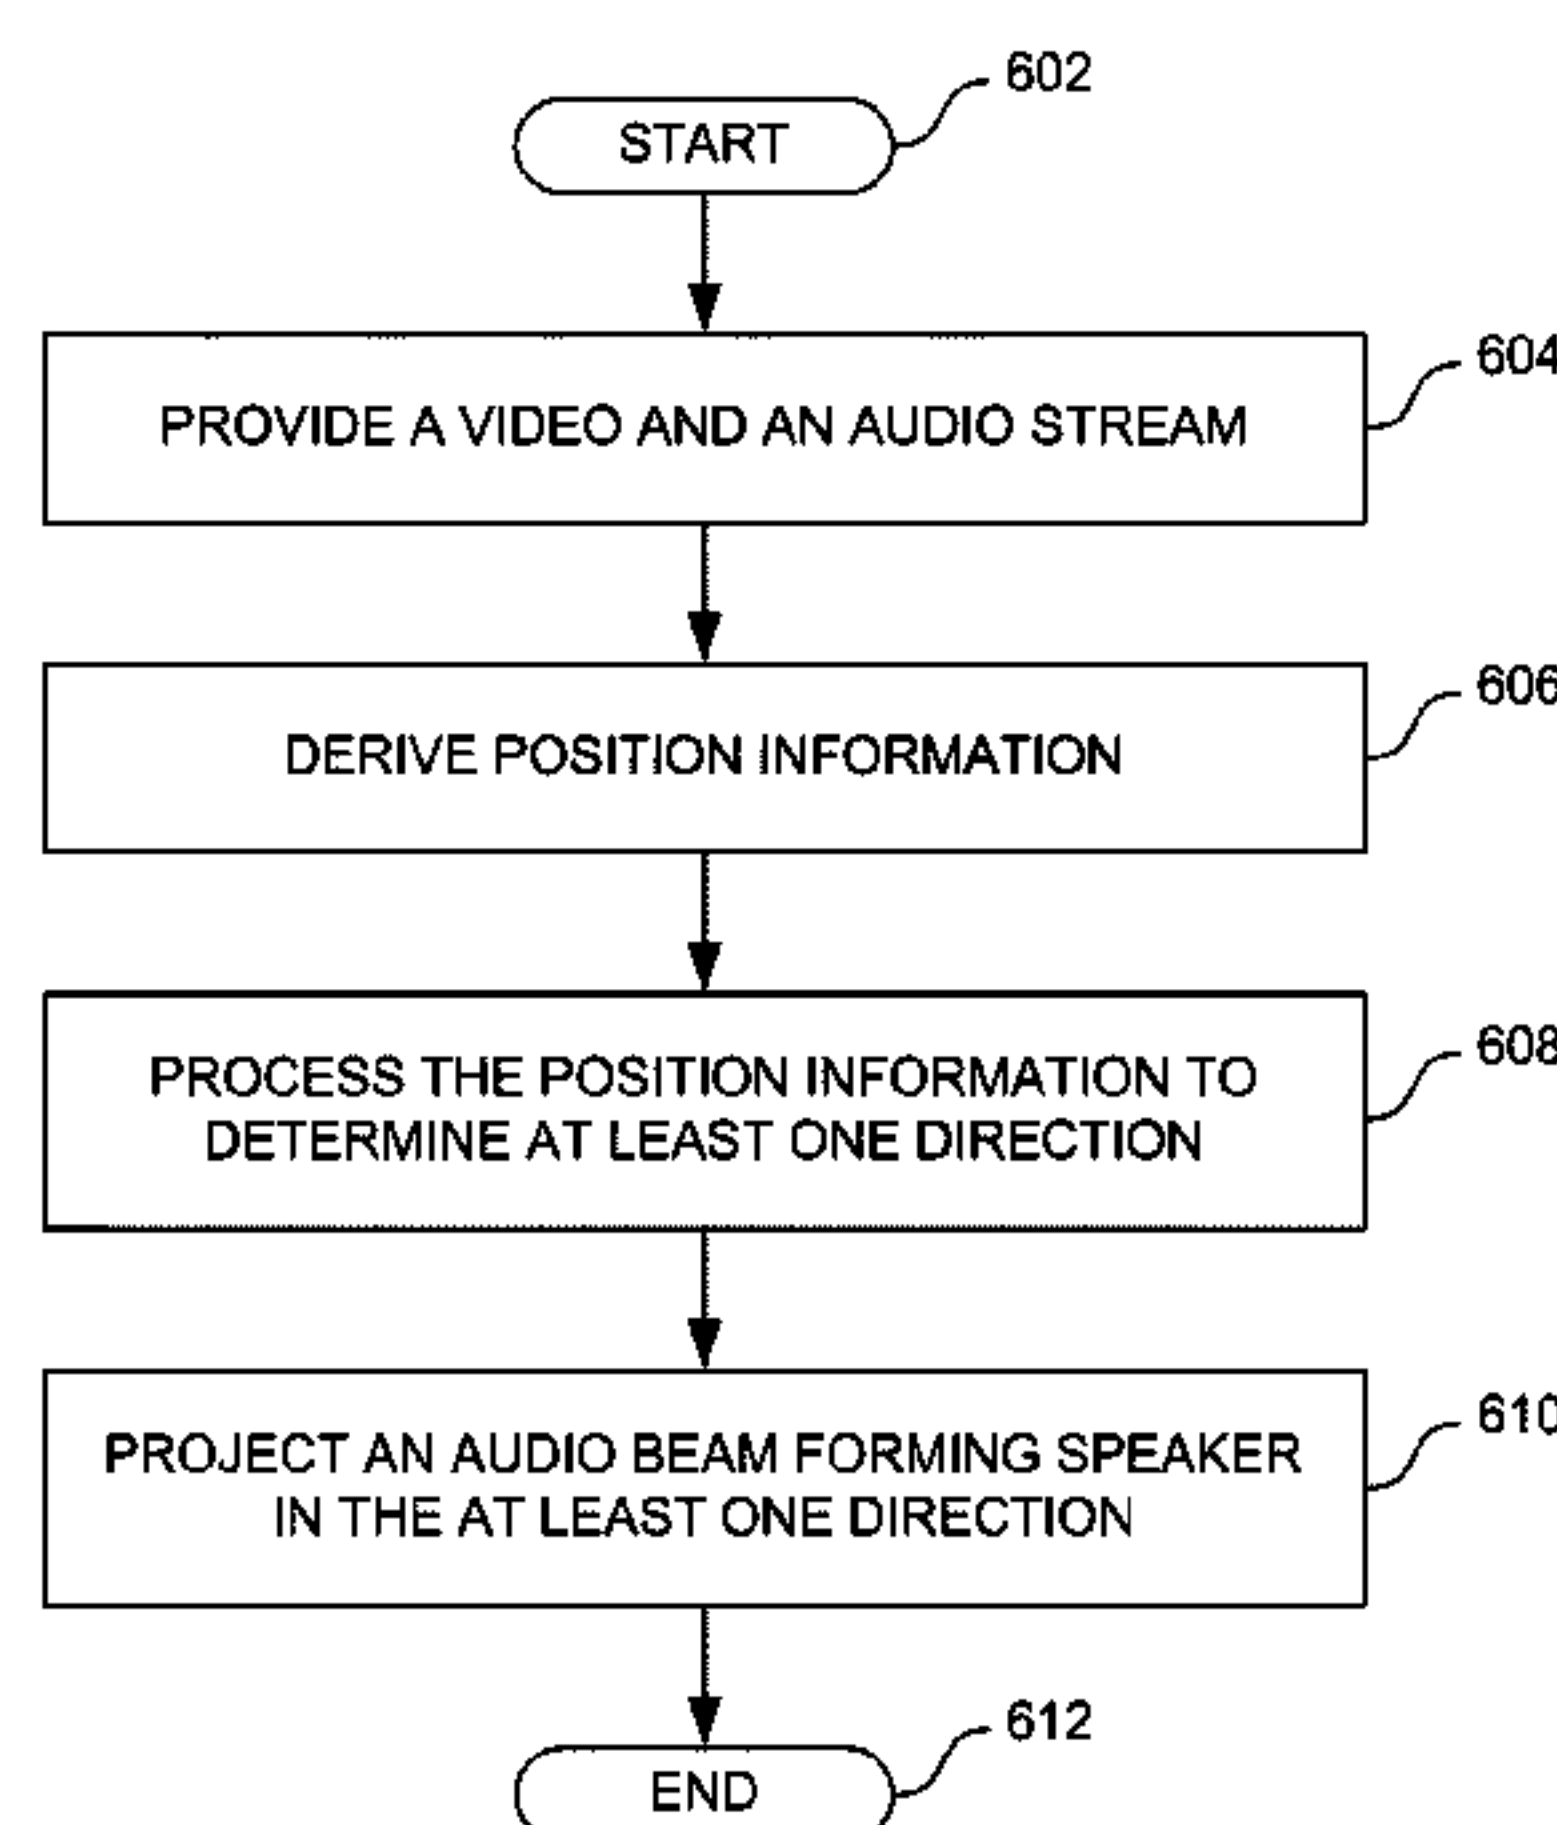 602
START
604
PROVIDE A VIDEO AND AN AUDIO STREAM
606
DERIVE POSITION INFORMATION
608
PROCESS THE POSITION INFORMATION TO
DETERMINE AT LEAST ONE DIRECTION
610
PROJECT AN AUDIO BEAM FORMING SPEAKER
IN THE AT LEAST ONE DIRECTION
612
END